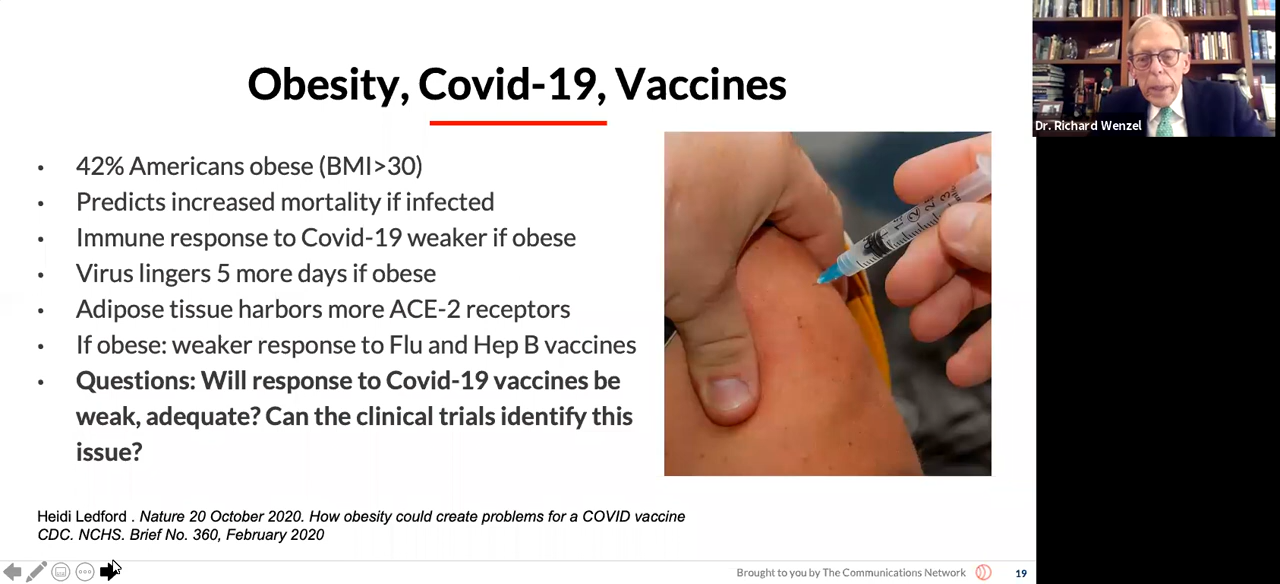 Obesity, Covid-19, Vaccines
• 42% Americans obese (BMI>30)
• Predicts increased mortality if infected
• Immune response to Covid-19 weaker if obese
• Virus lingers 5 more days if obese
• Adipose tissue harbors more ACE-2 receptors
• If obese: weaker response to Flu and Hep B vaccines
• Questions: Will response to Covid-19 vaccines be
weak, adequate? Can the clinical trials identify this
issue?
Heidi Ledford . Nature 20 October 2020. How obesity could create problems for a COVID vaccine
CDC. NCHS. Brief No. 360, February 2020
Brought to you by The Communications Network
19
Dr. Richard Wenzel